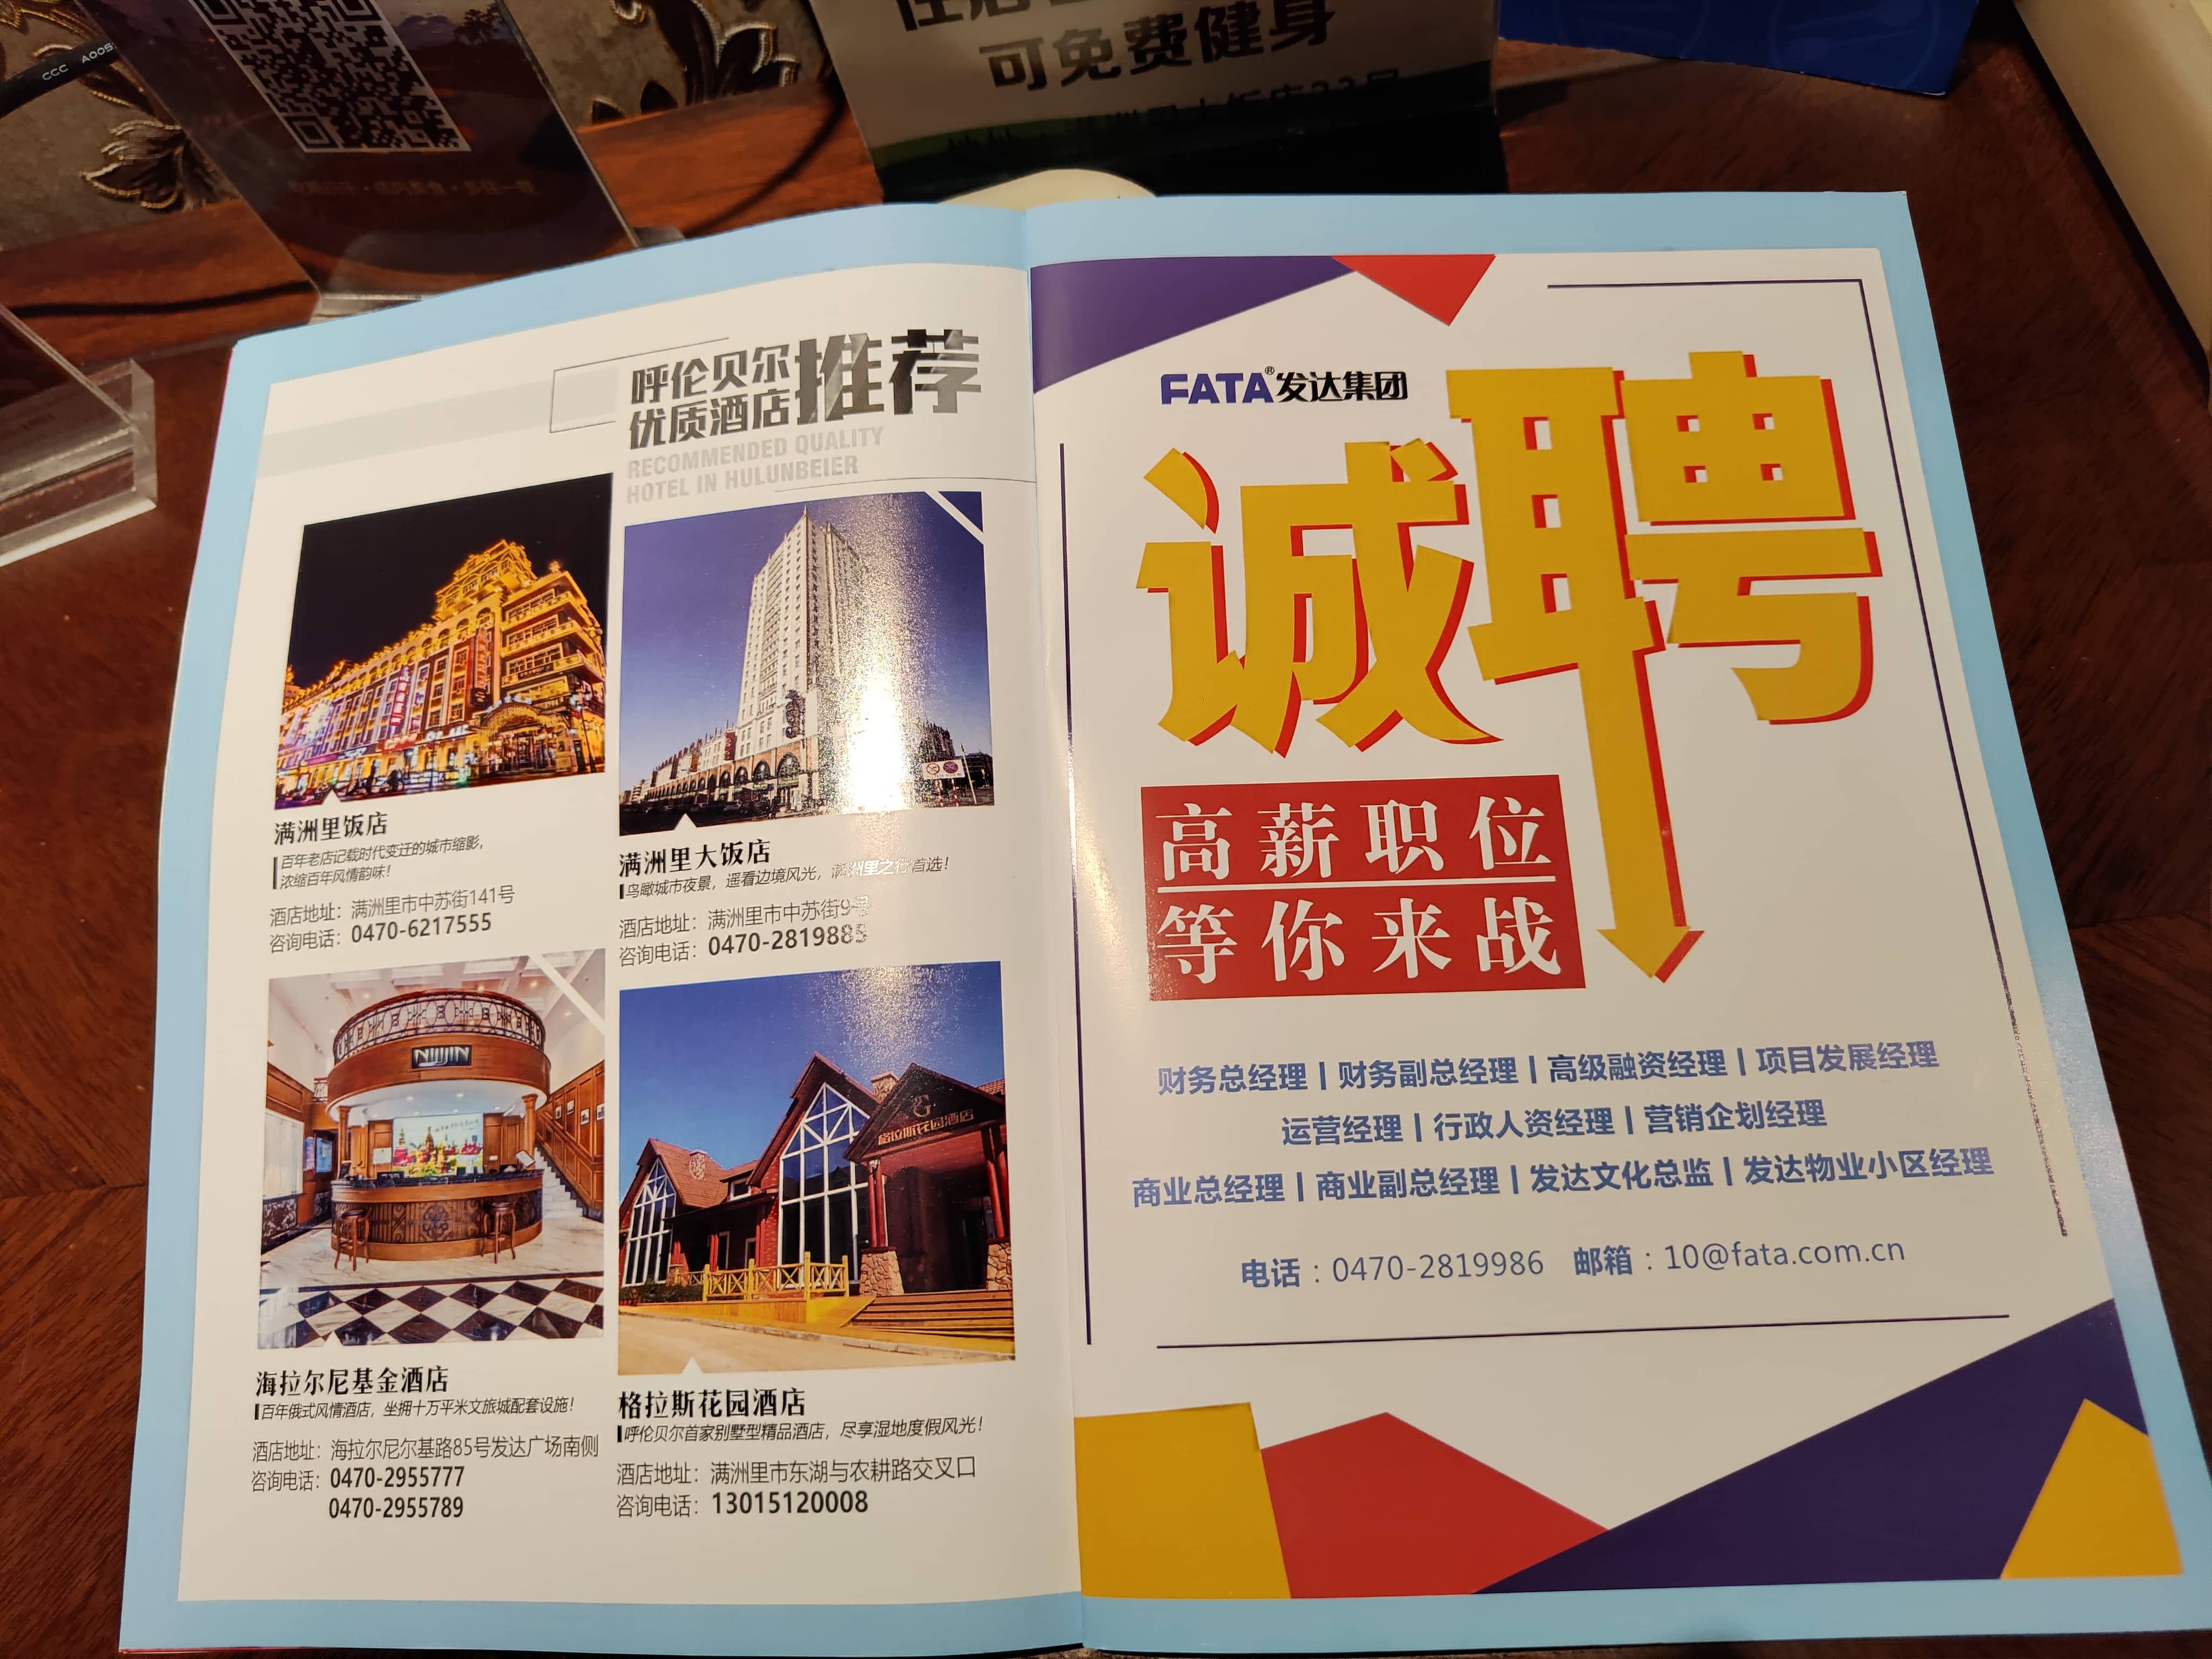 CCC A005
可免费健身
呼伦贝尔
优质酒店推荐
RECOMMENDED QUALITY
HOTEL IN HULUNBEIER
满洲里饭店
百年老店记载时代变迁的城市缩影，
浓缩百年风情韵味！
酒店地址：满洲里市中苏街141号
咨询电话：0470-6217555
满洲里大饭店
鸟瞰城市夜景，遥看边境风光，满洲里之行首选！
酒店地址：满洲里市中苏街9号
咨询电话：0470-2819885
NIJIN
格拉斯花园酒店
海拉尔尼基金酒店
百年俄式风情酒店，坐拥十万平米文旅城配套设施！
酒店地址：海拉尔尼尔基路85号发达广场南侧
咨询电话：0470-2955777
0470-2955789
格拉斯花园酒店
呼伦贝尔首家别墅型精品酒店，尽享湿地度假风光！
酒店地址：满洲里市东湖与农耕路交叉口
咨询电话：13015120008
FATA®发达集团
诚聘
高薪职位
等你来战
财务总经理丨财务副总经理丨高级融资经理丨项目发展经理
运营经理丨行政人资经理丨营销企划经理
商业总经理丨商业副总经理丨发达文化总监丨发达物业小区经理
电话：0470-2819986 邮箱：10@fata.com.cn